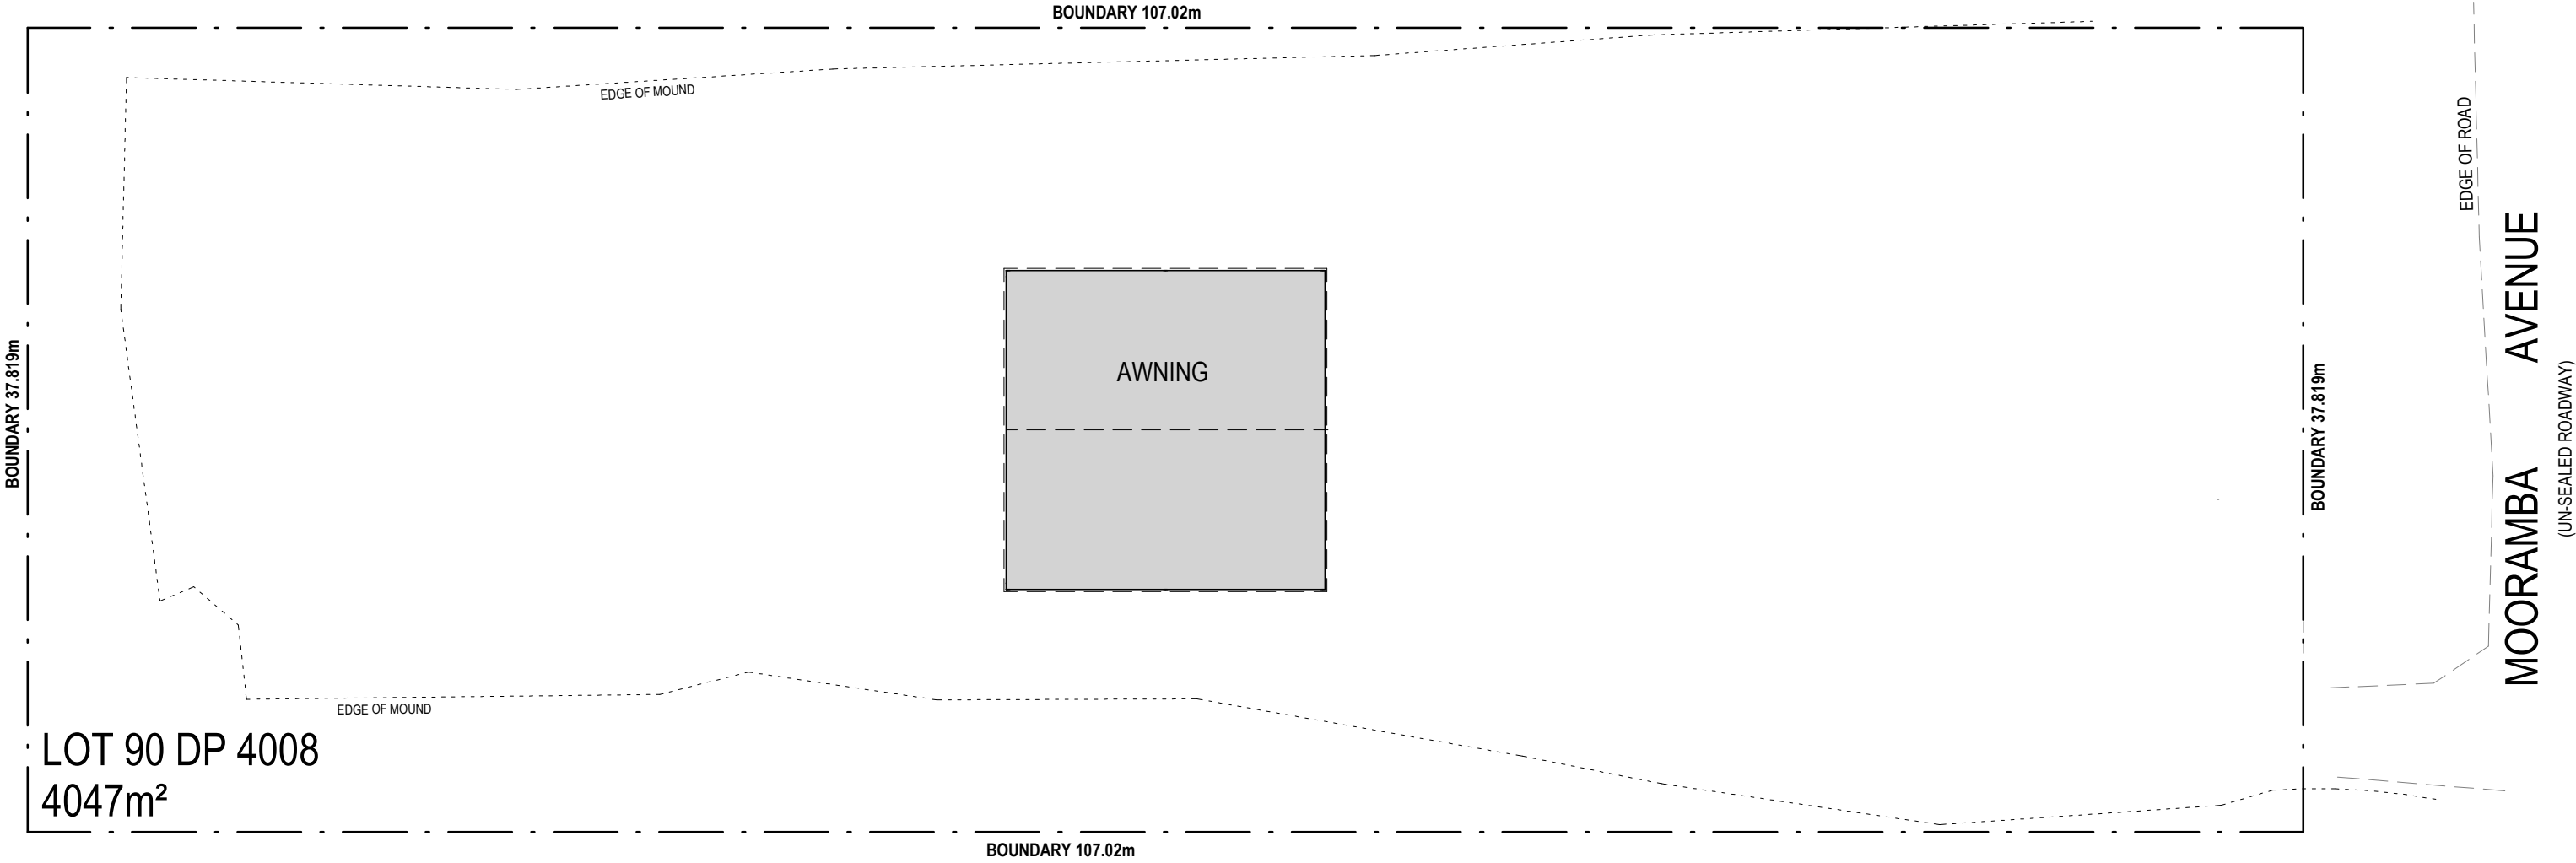 BOUNDARY 107.02m
EDGE OF MOUND
EDGE OF ROAD
AWNING
BOUNDARY 37.819m
BOUNDARY 37.819m
MOORAMBA AVENUE
(UN-SEALED ROADWAY)
EDGE OF MOUND
LOT 90 DP 4008
4047m²
BOUNDARY 107.02m